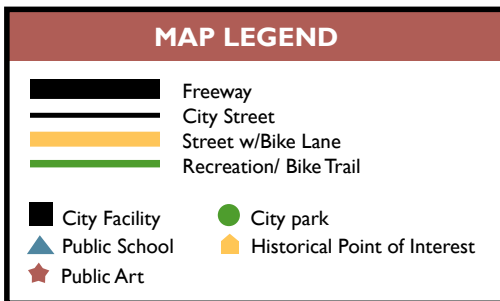 MAP LEGEND
Freeway
City Street
Street w/Bike Lane
Recreation/ Bike Trail
City Facility City park
Public School Historical Point of Interest
Public Art